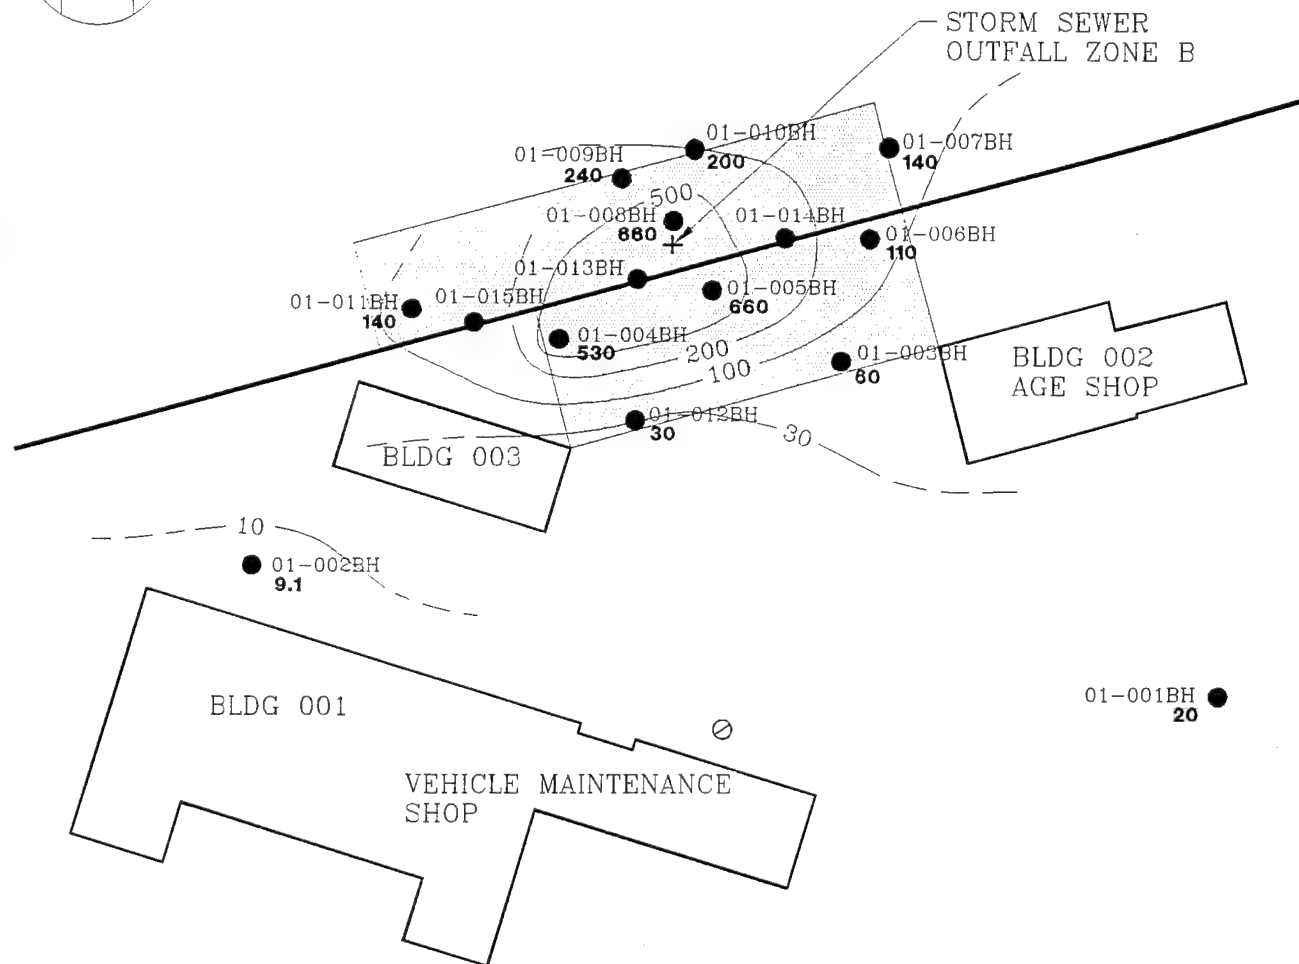 STORM SEWER
OUTFALL ZONE B
01-010BH
200
01-007BH
140
01-009BH
240
500
01-008BH
660
01-014BH
01-006BH
110
01-013BH
01-005BH
660
01-011BH
140
01-015BH
01-004BH
530
200
100
01-003BH
60
BLDG 002
AGE SHOP
01-012BH
30
30
BLDG 003
10
01-002BH
9.1
BLDG 001
01-001BH
20
VEHICLE MAINTENANCE
SHOP